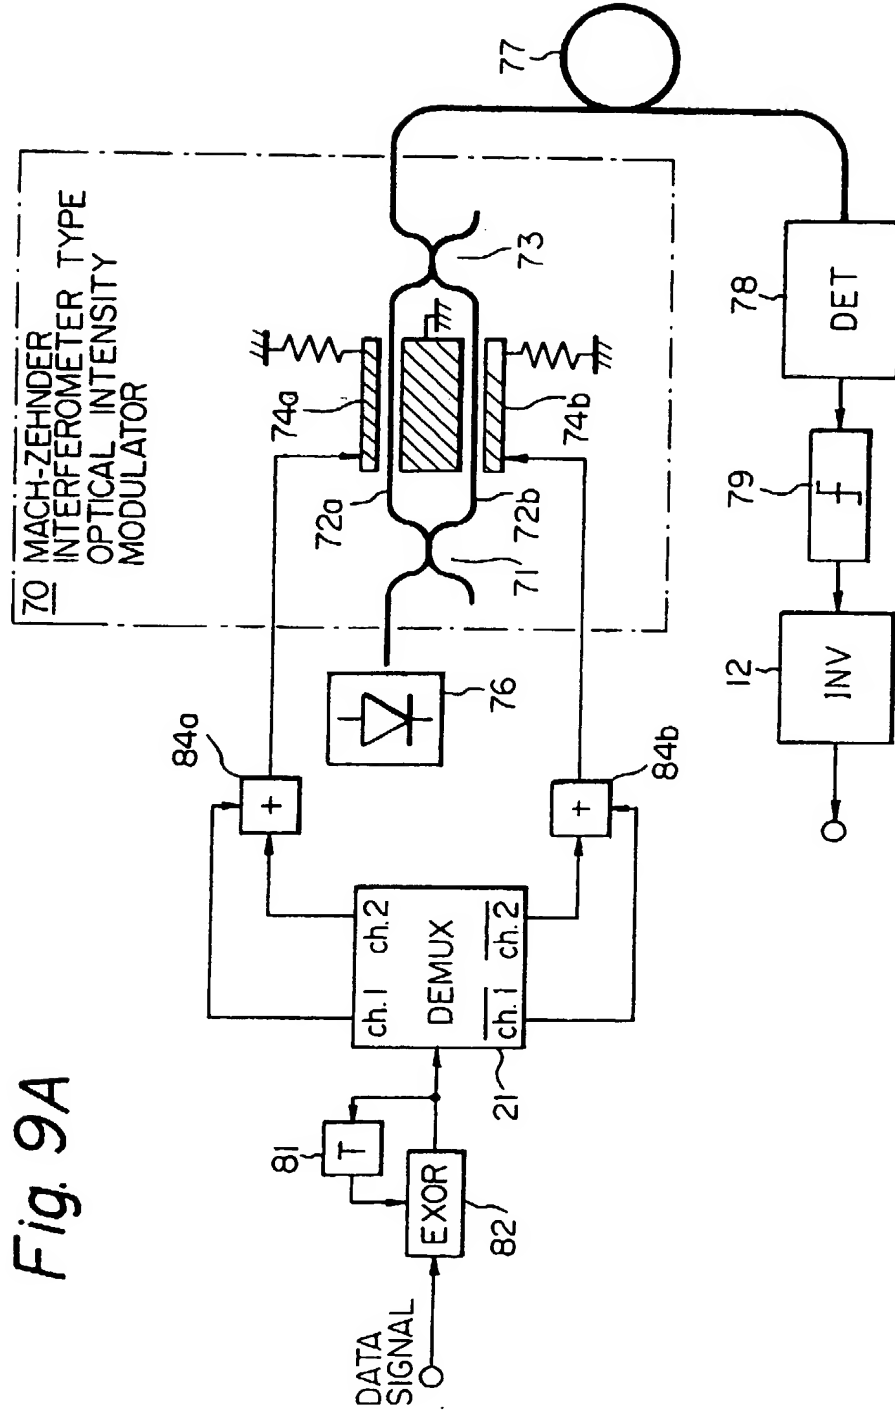 Fig. 9A
70 MACH-ZEHNDER
INTERFEROMETER TYPE
OPTICAL INTENSITY
MODULATOR
DATA
SIGNAL
EXOR
82
T
81
ch.1 ch.2
DEMUX
ch.1 ch.2
21
+
84a
+
84b
76
71
72a
72b
74a
74b
73
77
DET
78
79
INV
12